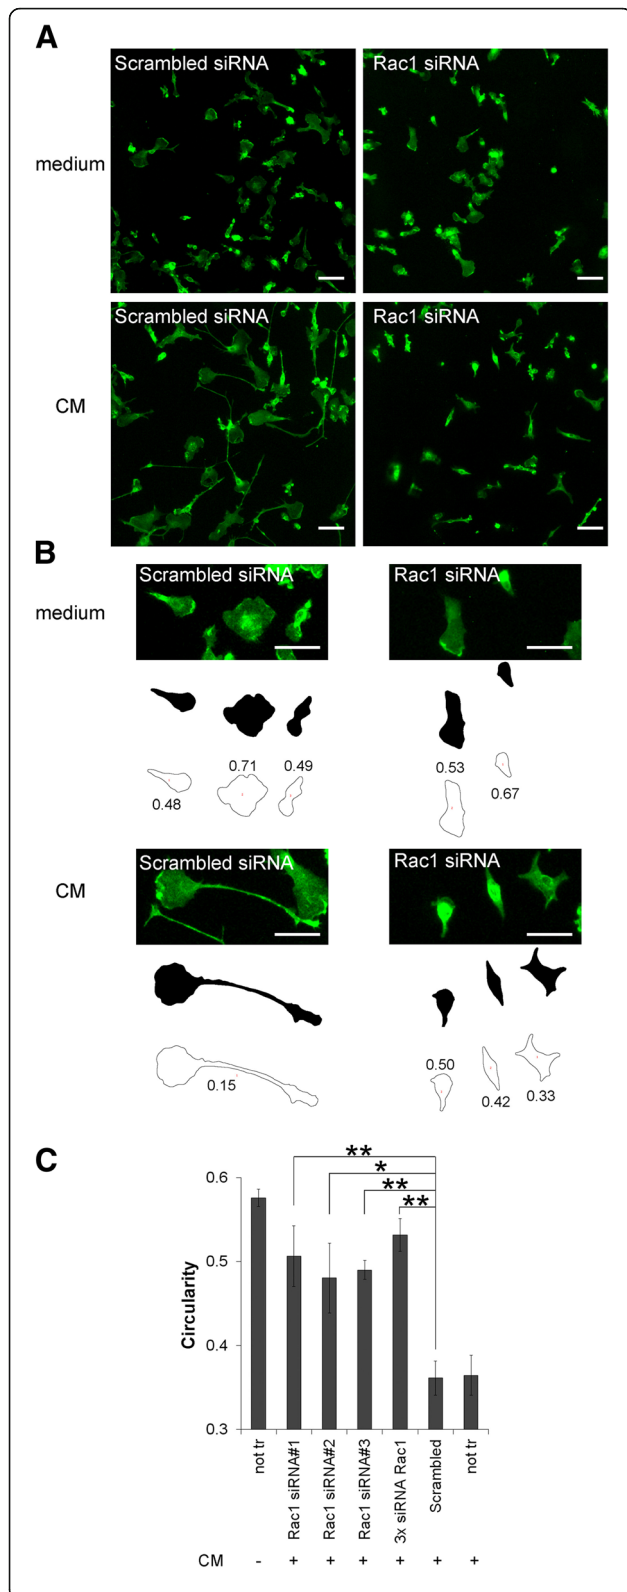 A
Scrambled siRNA
Rac1 siRNA
medium
Scrambled siRNA
Rac1 siRNA
CM
B
Scrambled siRNA
Rac1 siRNA
medium
0.48
0.71
0.49
0.53
0.67
Scrambled siRNA
Rac1 siRNA
CM
0.15
0.50
0.42
0.33
C
**
*
**
**
Circularity
0.6
0.5
0.4
0.3
not tr
Rac1 siRNA#1
Rac1 siRNA#2
Rac1 siRNA#3
3x siRNA Rac1
Scrambled
not tr
CM - + + + + + +